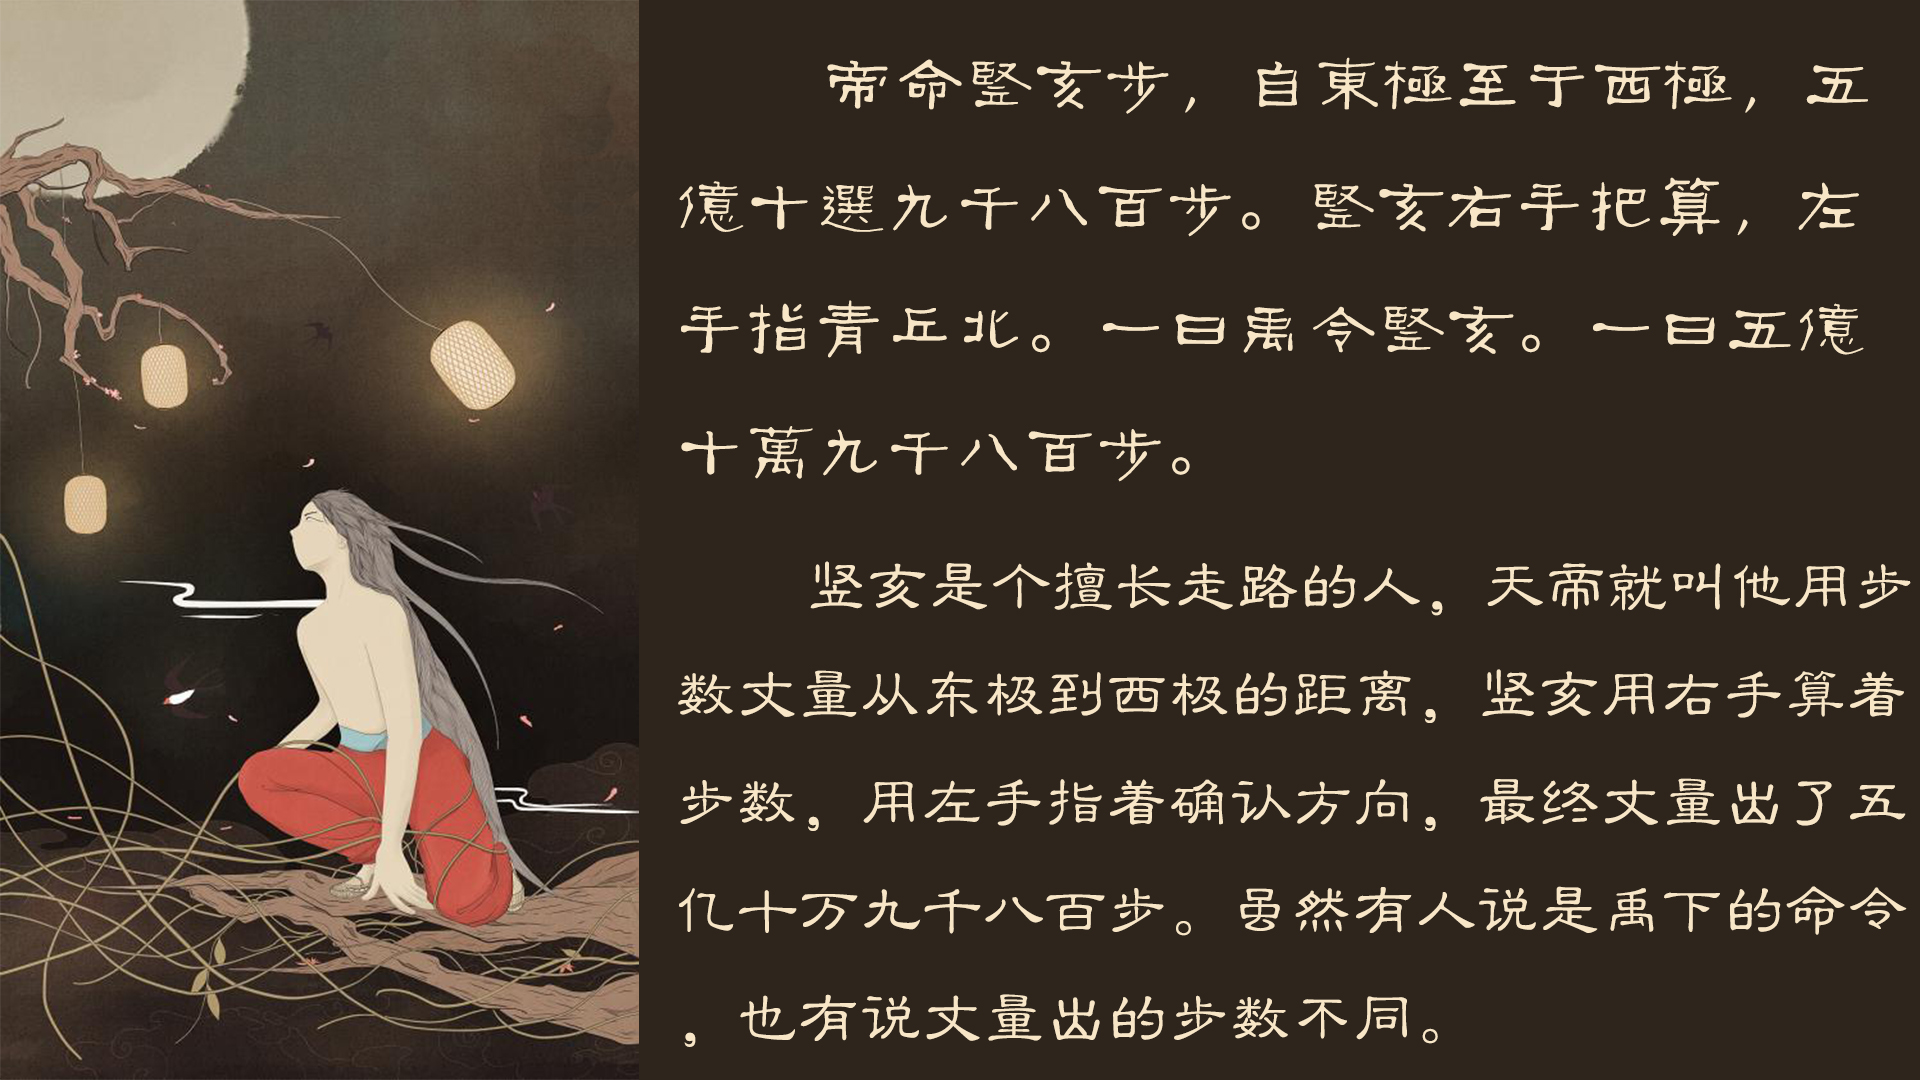 帝命竪亥步，自東極至于西極，五
億十選九千八百步。竪亥右手把算，左
手指青丘北。一曰禹令竪亥。一曰五億
十萬九千八百步。
竖亥是个擅长走路的人，天帝就叫他用步
数丈量从东极到西极的距离，竖亥用右手算着
步数，用左手指着确认方向，最终丈量出了五
亿十万九千八百步。虽然有人说是禹下的命令
，也有说丈量出的步数不同。